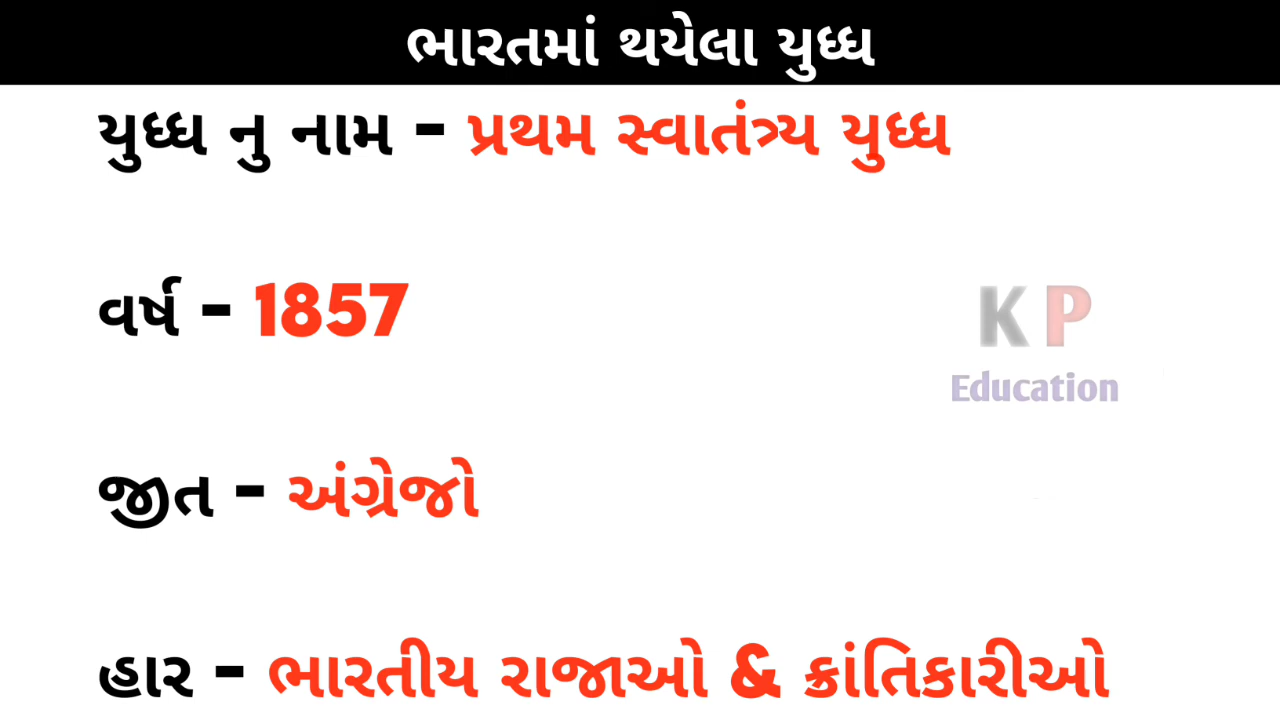 ભારતમાં થયેલા યુધ્ધ
યુધ્ધ નુ નામ - પ્રથમ સ્વાતંત્ર્ય યુધ્ધ
વર્ષ - 1857
K P
Education
જીત - અંગ્રેજો
હાર - ભારતીય રાજાઓ & ક્રાંતિકારીઓ